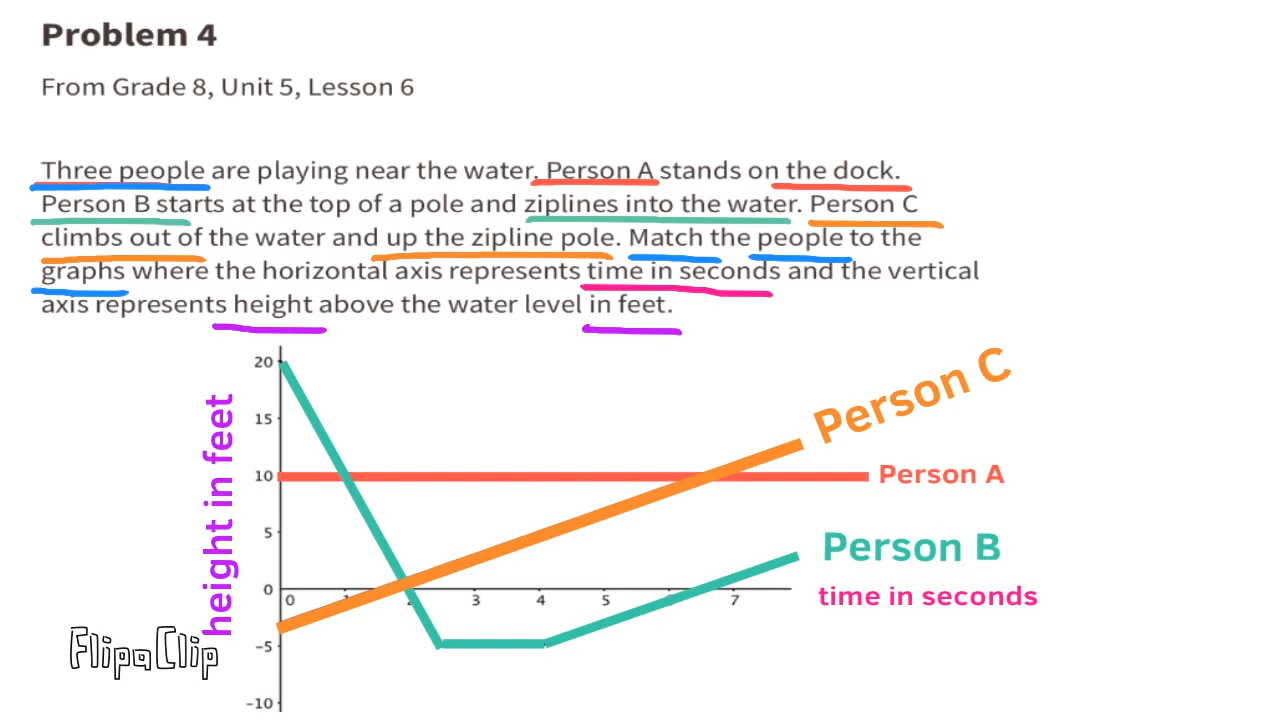 Problem 4
From Grade 8, Unit 5, Lesson 6
Three people are playing near the water. Person A stands on the dock.
Person B starts at the top of a pole and ziplines into the water. Person C
climbs out of the water and up the zipline pole. Match the people to the
graphs where the horizontal axis represents time in seconds and the vertical
axis represents height above the water level in feet.
height in feet
20
15
10
5
0
-5
-10
0 1 2 3 4 5 6 7
Person C
Person A
Person B
time in seconds
FlipaClip